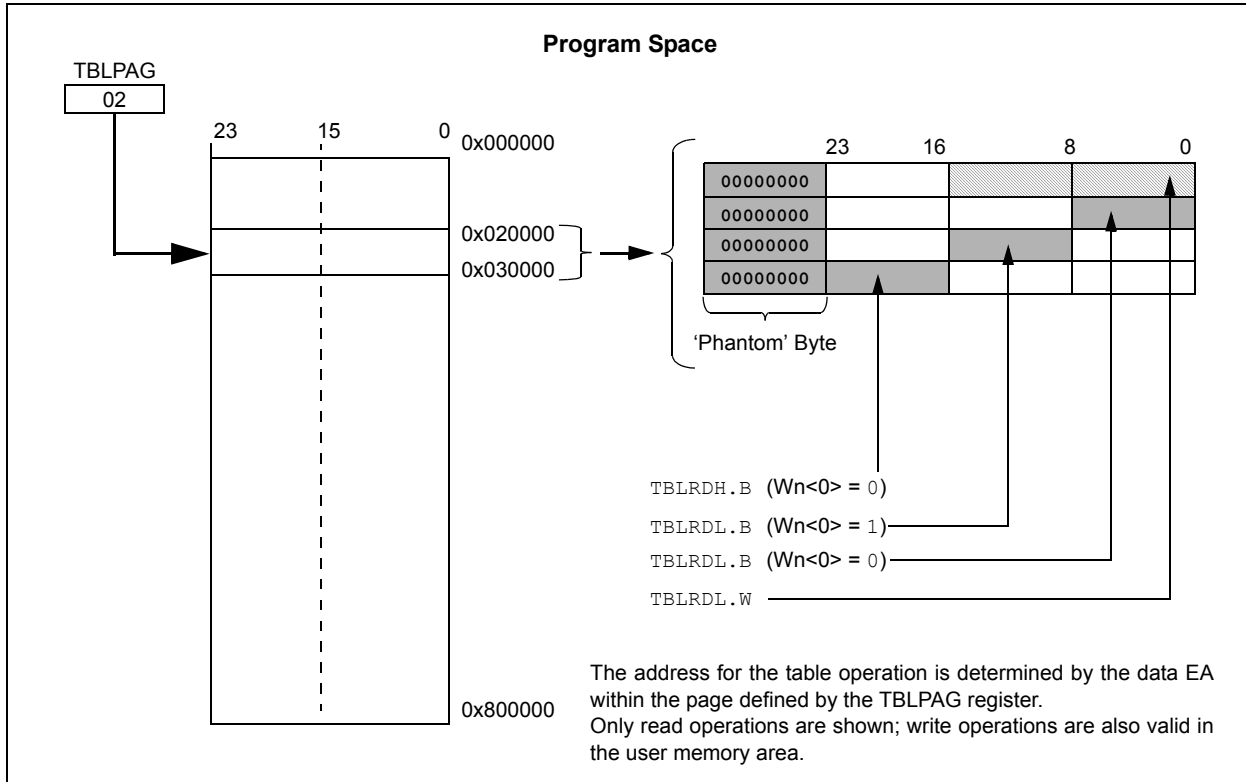 Program Space
TBLPAG
02
23 15 0
0x000000
0x020000
0x030000
0x800000
23 16 8 0
00000000
00000000
00000000
00000000
‘Phantom’ Byte
TBLRDH.B (Wn<0> = 0)
TBLRDL.B (Wn<0> = 1)
TBLRDL.B (Wn<0> = 0)
TBLRDL.W
The address for the table operation is determined by the data EA
within the page defined by the TBLPAG register.
Only read operations are shown; write operations are also valid in
the user memory area.